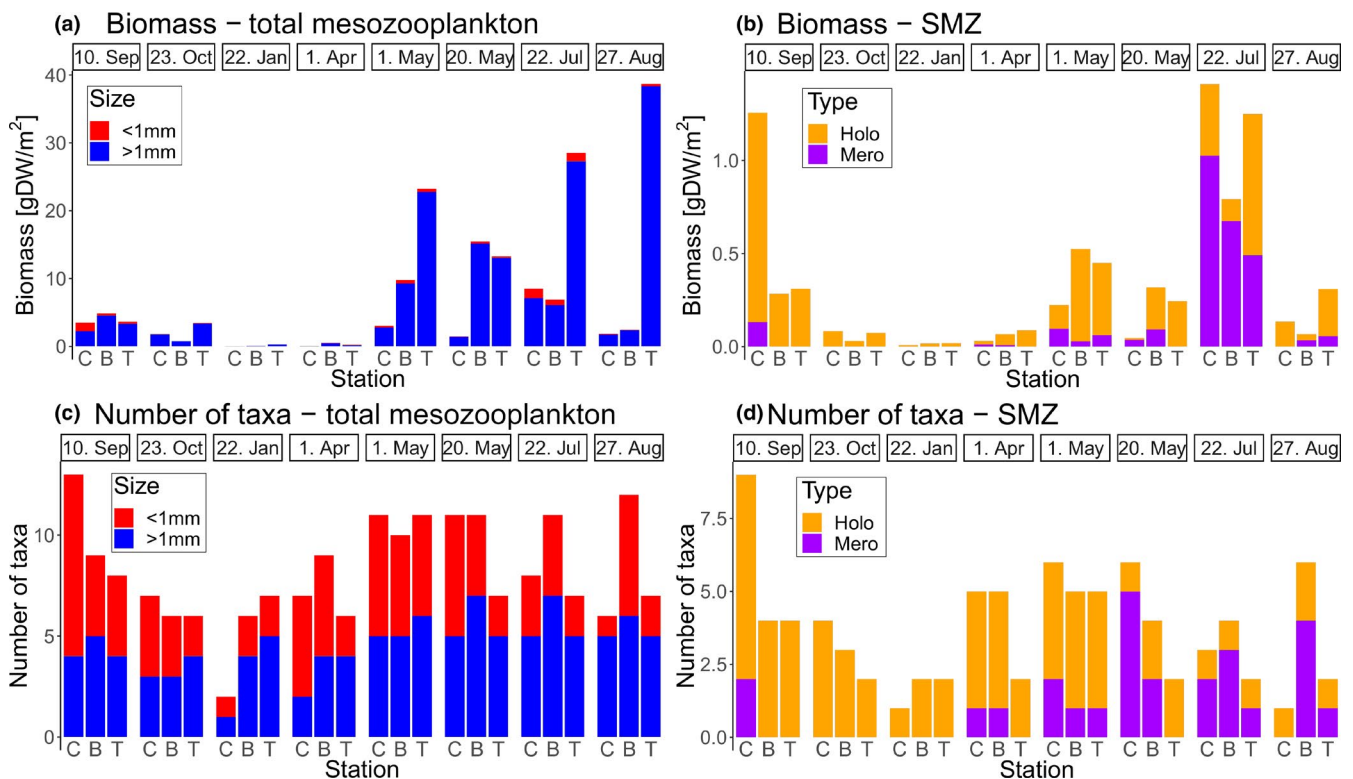 (a) Biomass − total mesozooplankton
10. Sep 23. Oct 22. Jan 1. Apr 1. May 20. May 22. Jul 27. Aug
Biomass [gDW/m²]
40
30
20
10
0
Size
<1mm
>1mm
C B T C B T C B T C B T C B T C B T C B T C B T
Station
(b) Biomass − SMZ
10. Sep 23. Oct 22. Jan 1. Apr 1. May 20. May 22. Jul 27. Aug
Biomass [gDW/m²]
1.0
0.5
0.0
Type
Holo
Mero
C B T C B T C B T C B T C B T C B T C B T C B T
Station
(c) Number of taxa − total mesozooplankton
10. Sep 23. Oct 22. Jan 1. Apr 1. May 20. May 22. Jul 27. Aug
Number of taxa
10
5
0
Size
<1mm
>1mm
C B T C B T C B T C B T C B T C B T C B T C B T
Station
(d) Number of taxa − SMZ
10. Sep 23. Oct 22. Jan 1. Apr 1. May 20. May 22. Jul 27. Aug
Number of taxa
7.5
5.0
2.5
0.0
Type
Holo
Mero
C B T C B T C B T C B T C B T C B T C B T C B T
Station